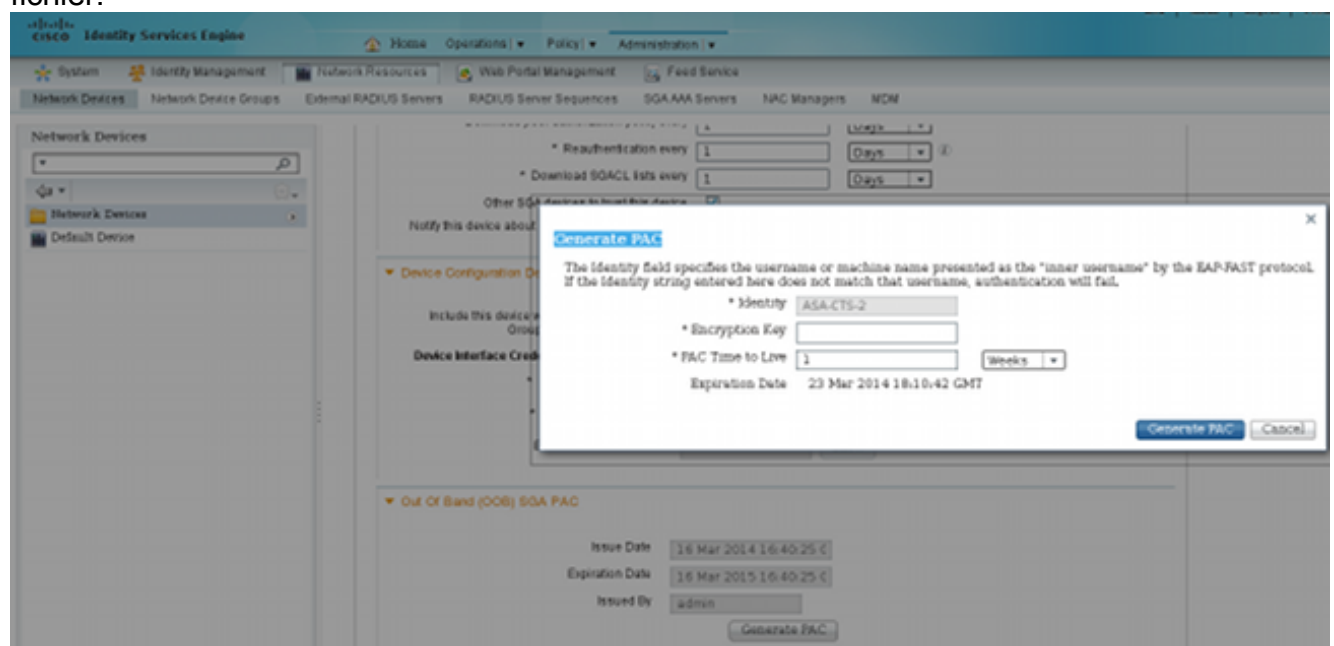 fichier.
cisco Identity Services Engine
Home Operations Policy Administration
System Identity Management Network Resources Web Portal Management Feed Service
Network Devices Network Device Groups External RADIUS Servers RADIUS Server Sequences SGA AAA Servers NAC Managers MDM
Network Devices
1 Days
* Reauthentication every 1 Days
* Download SGACL lists every 1 Days
Other SGA devices to trust this device
Notify this device about
Network Devices
Default Device
Generate PAC
The Identity field specifies the username or machine name presented as the "inner username" by the EAP-FAST protocol.
If the Identity string entered here does not match that username, authentication will fail.
* Identity ASA-CTS-2
* Encryption Key
* PAC Time to Live 1 Weeks
Expiration Date 23 Mar 2014 18:10:42 GMT
Generate PAC Cancel
Device Configuration De
Include this device w
Group
Device Interface Cred
Out Of Band (OOB) SGA PAC
Issue Date 16 Mar 2014 16:40:25 G
Expiration Date 16 Mar 2015 16:40:25 G
Issued By admin
Generate PAC